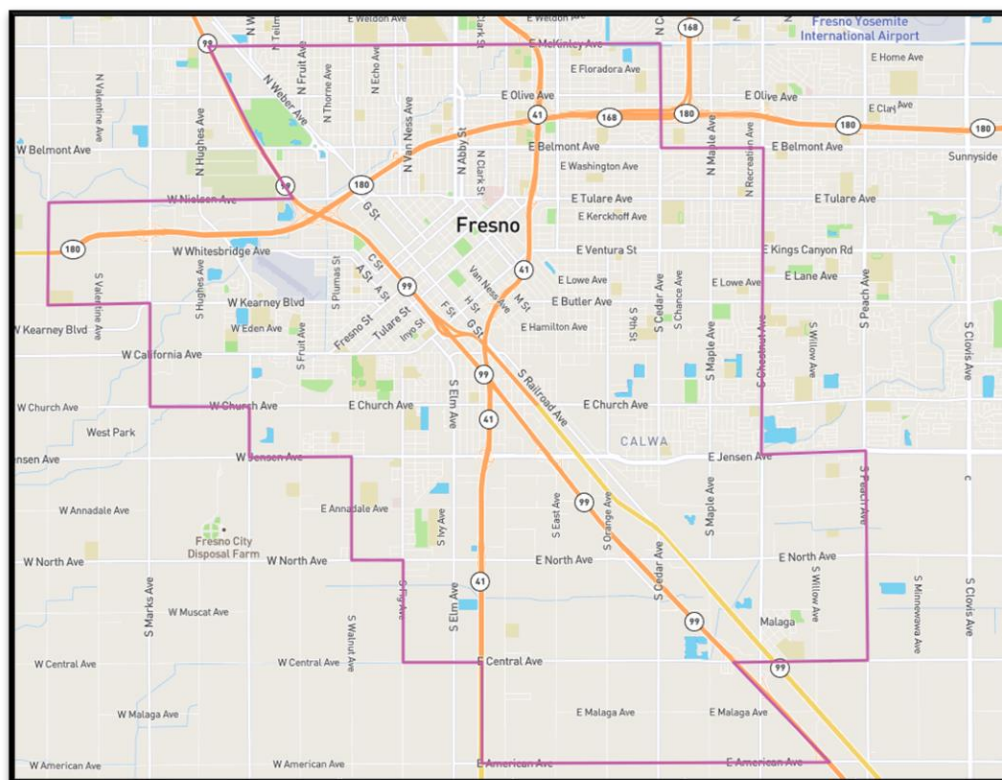 99
N Teilm
N Fruit Ave
N Echo Ave
Clark St
E Weldon Ave
168
Fresno Yosemite
International Airport
E McKinley Ave
E Home Ave
N Valentine Ave
N Hughes Ave
N Weber Ave
N Thorne Ave
E Floradora Ave
E Olive Ave
E Olive Ave
N Van Ness Ave
N Abby St
41
168
180
180
180
W Belmont Ave
E Belmont Ave
N Maple Ave
E Belmont Ave
Sunnyside
N Clark St
E Washington Ave
N Recreation Ave
99
180
W Nielsen Ave
G St
E Tulare Ave
E Tulare Ave
E Kerckhoff Ave
Fresno
180
W Whitesbridge Ave
E Ventura St
E Kings Canyon Rd
C St
A St
A St
S Plumas St
99
41
Van Ness Ave
M St
E Lowe Ave
E Lowe Ave
E Lane Ave
S Valentine Ave
S Hughes Ave
W Kearney Blvd
W Kearney Blvd
F St
H St
G St
E Butler Ave
S Cedar Ave
S Chance Ave
S Peach Ave
W Eden Ave
S Fruit Ave
Fresno St
Tulare St
Inyo St
E Hamilton Ave
S 9th St
S Maple Ave
S Chestnut Ave
S Willow Ave
S Clovis Ave
W California Ave
99
S Elm Ave
S Railroad Ave
W Church Ave
W Church Ave
E Church Ave
E Church Ave
41
West Park
CALWA
W Jensen Ave
E Jensen Ave
S Peach Ave
W Annadale Ave
E Annadale Ave
S Ivy Ave
S East Ave
99
S Orange Ave
S Maple Ave
Fresno City
Disposal Farm
W North Ave
W North Ave
E North Ave
E North Ave
S Marks Ave
W Muscat Ave
S Walnut Ave
S Fig Ave
S Elm Ave
41
S Cedar Ave
99
Malaga
S Willow Ave
S Minnewawa Ave
S Clovis Ave
W Central Ave
W Central Ave
E Central Ave
99
W Malaga Ave
E Malaga Ave
E Malaga Ave
W American Ave
W American Ave
E American Ave
E American Ave